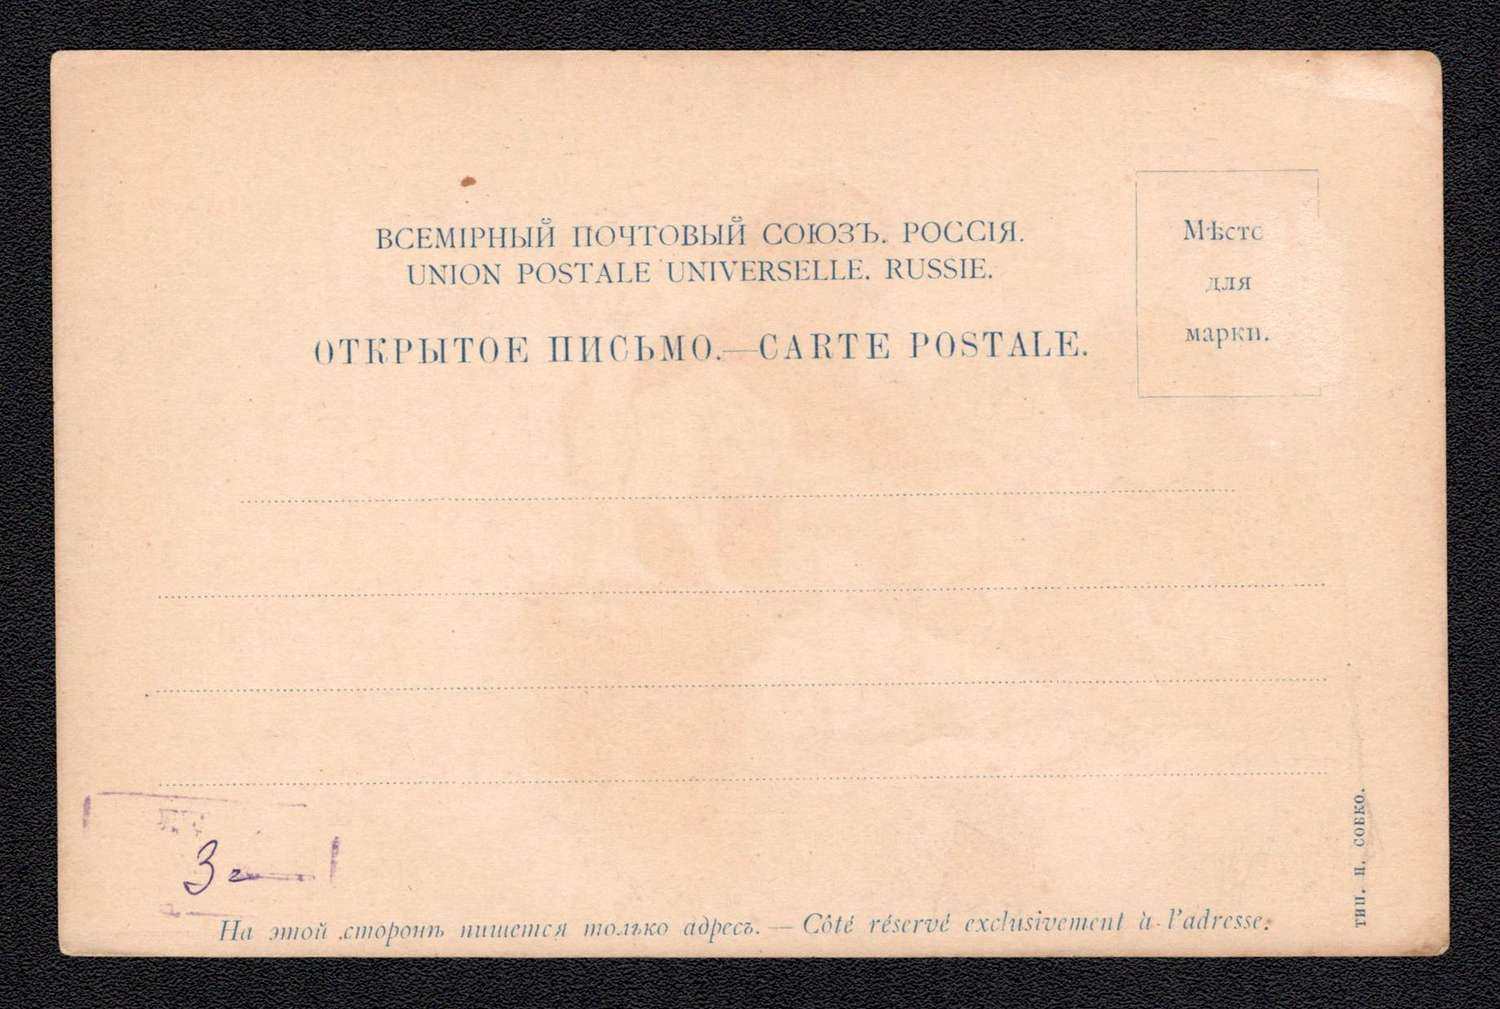 ВСЕМІРНЫЙ ПОЧТОВЫЙ СОЮЗЪ. РОССІЯ.
UNION POSTALE UNIVERSELLE. RUSSIE.
ОТКРЫТОЕ ПИСЬМО.—CARTE POSTALE.
Мѣсто
для
марки.
3
На этой сторонѣ пишется только адресъ. — Côté réservé exclusivement à l'adresse.
ТИП. Н. СОБКО.